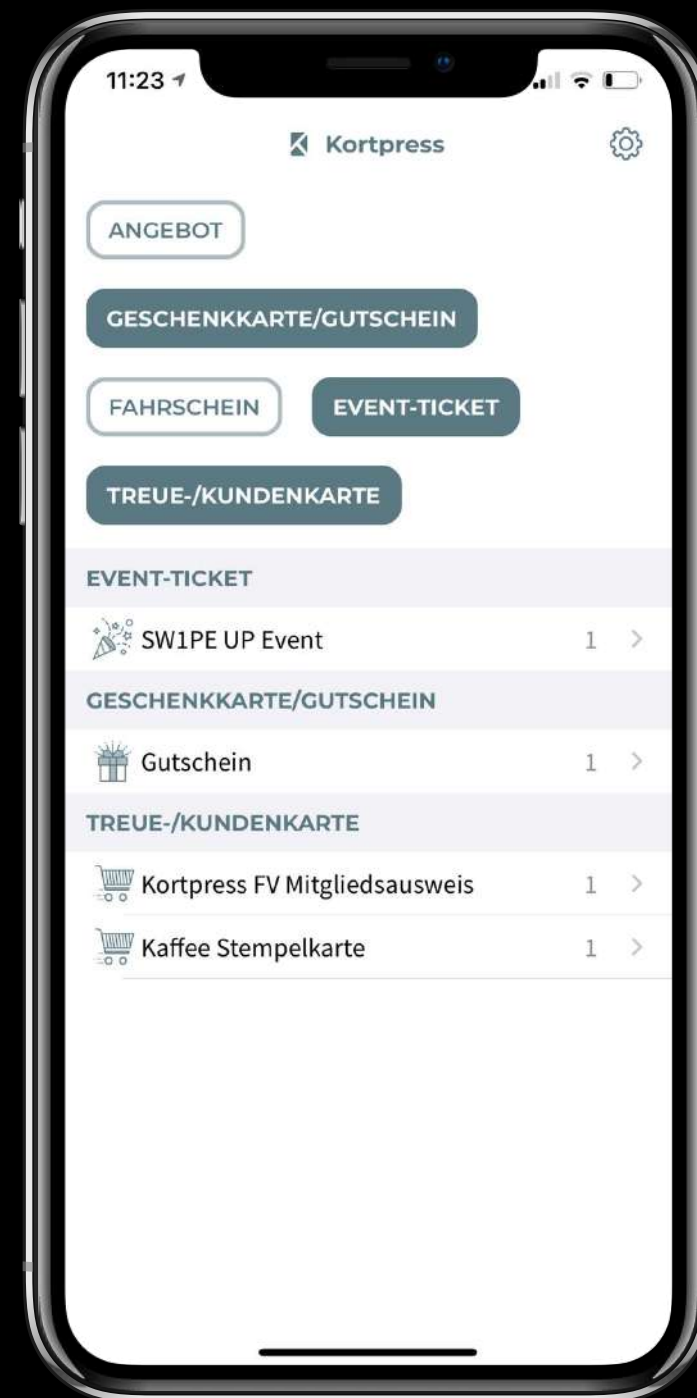 11:23
Kortpress
ANGEBOT
GESCHENKKARTE/GUTSCHEIN
FAHRSCHEIN EVENT-TICKET
TREUE-/KUNDENKARTE
EVENT-TICKET
SW1PE UP Event 1
GESCHENKKARTE/GUTSCHEIN
Gutschein 1
TREUE-/KUNDENKARTE
Kortpress FV Mitgliedsausweis 1
Kaffee Stempelkarte 1